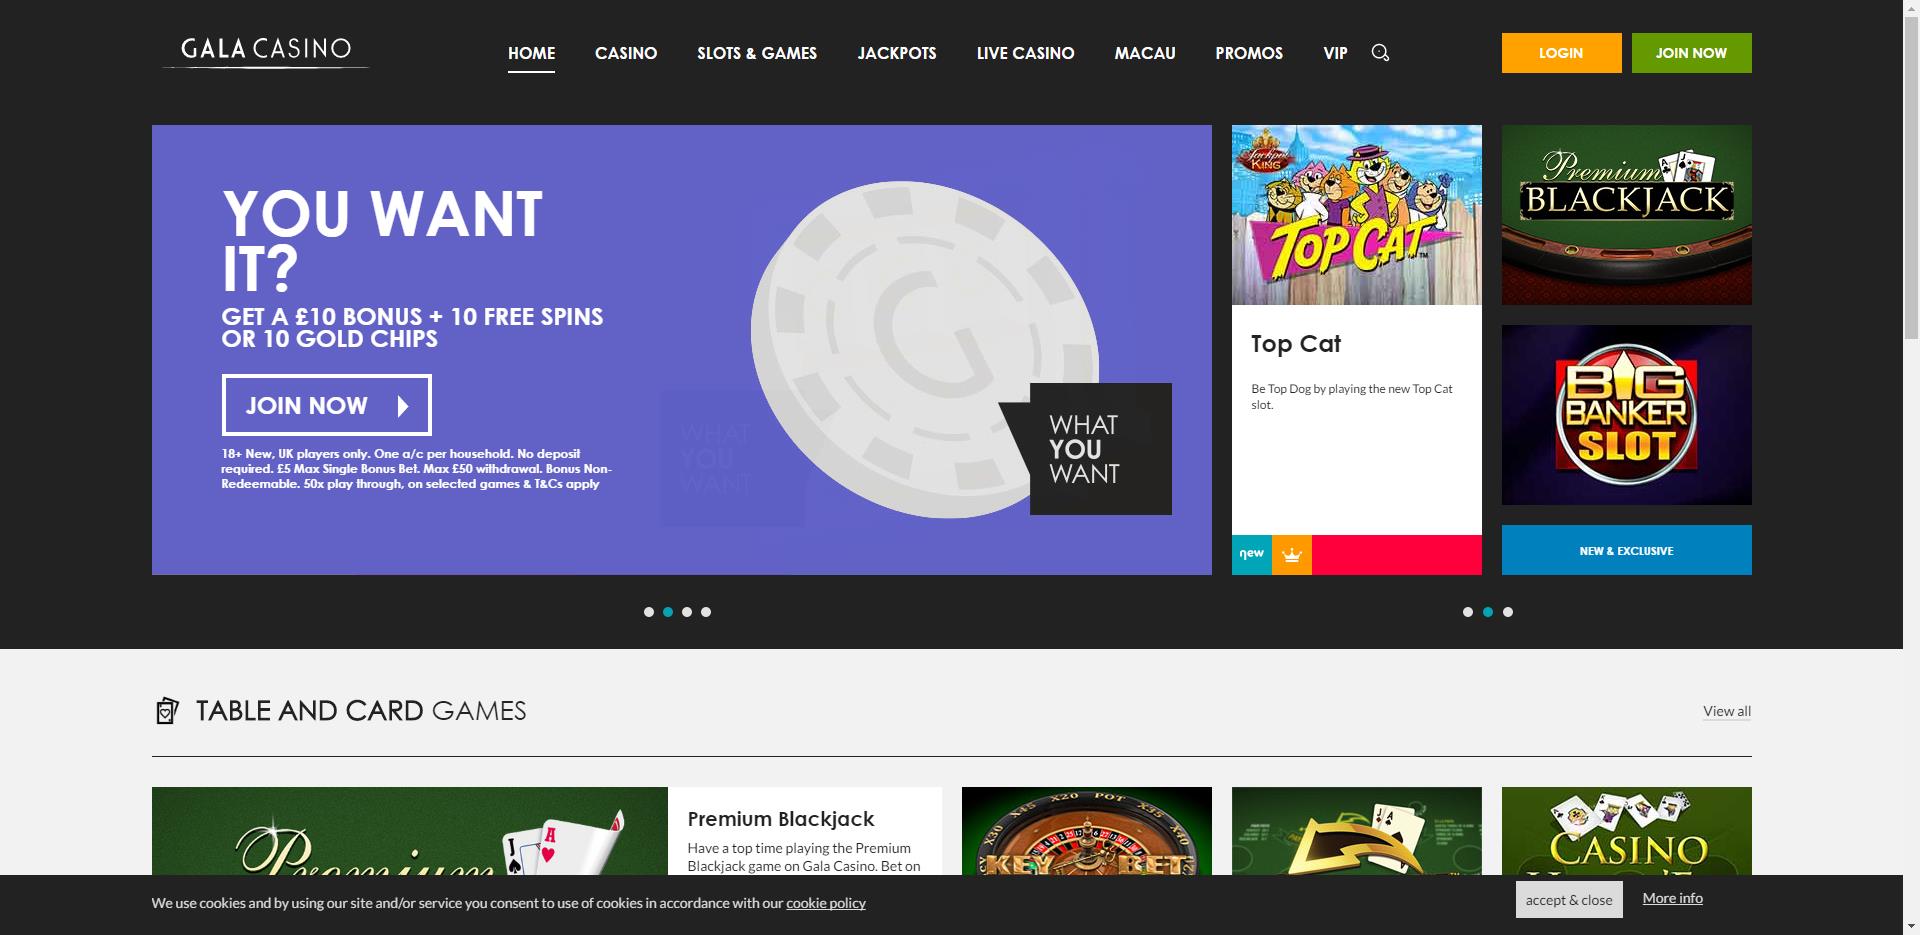 GALA CASINO
HOME
CASINO
SLOTS & GAMES
JACKPOTS
LIVE CASINO
MACAU
PROMOS
VIP
LOGIN
JOIN NOW
YOU WANT
IT?
GET A £10 BONUS + 10 FREE SPINS
OR 10 GOLD CHIPS
JOIN NOW
18+ New, UK players only. One a/c per household. No deposit
required. £5 Max Single Bonus Bet. Max £50 withdrawal. Bonus Non-
Redeemable. 50x play through, on selected games & T&Cs apply
WHAT
YOU
WANT
WHAT
YOU
WANT
Jackpot
KING
TOP CAT™
Top Cat
Be Top Dog by playing the new Top Cat
slot.
new
Premium
BLACKJACK
BIG
BANKER
SLOT
NEW & EXCLUSIVE
TABLE AND CARD GAMES
View all
Premium
Premium Blackjack
Have a top time playing the Premium
Blackjack game on Gala Casino. Bet on
X30 X45 X20 POT X35 X40
KEY BET
CASINO
We use cookies and by using our site and/or service you consent to use of cookies in accordance with our cookie policy
accept & close
More info